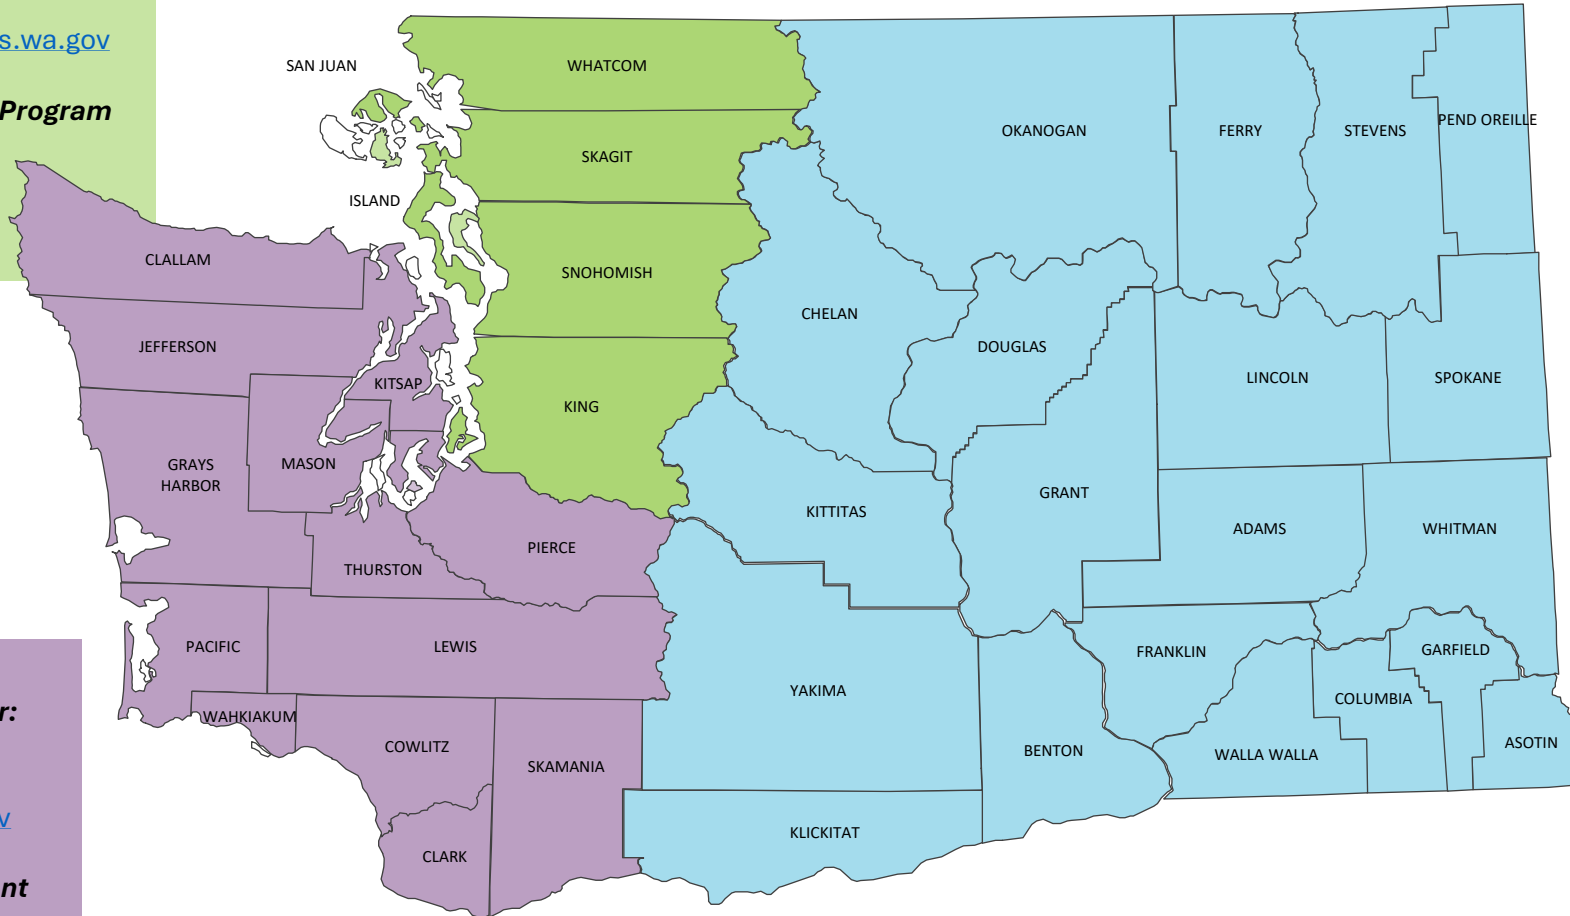 s.wa.gov
Program
SAN JUAN
WHATCOM
SKAGIT
ISLAND
SNOHOMISH
KING
OKANOGAN
FERRY
STEVENS
PEND OREILLE
CLALLAM
JEFFERSON
KITSAP
CHELAN
DOUGLAS
LINCOLN
SPOKANE
GRAYS
HARBOR
MASON
GRANT
KITTITAS
ADAMS
WHITMAN
PIERCE
THURSTON
PACIFIC
LEWIS
YAKIMA
FRANKLIN
GARFIELD
COLUMBIA
WAHKIAKUM
COWLITZ
SKAMANIA
BENTON
WALLA WALLA
ASOTIN
KLICKITAT
CLARK
r:
v
nt